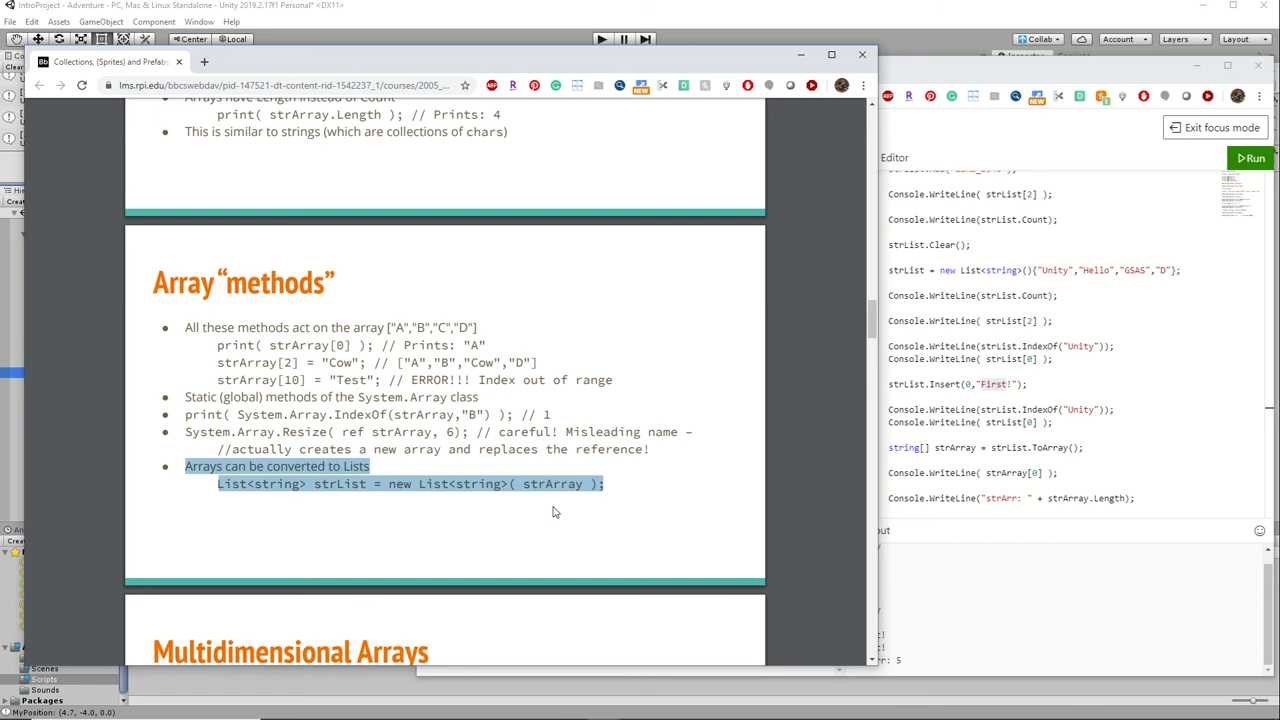 IntroProject - Adventure - PC, Mac & Linux Standalone - Unity 2019.2.17f1 Personal* <DX11>
File Edit Assets GameObject Component Window Help
Center Local
Collab Account Layers Layout
Collections, (Sprites) and Prefabs
lms.rpi.edu/bbcswebdav/pid-147521-dt-content-rid-1542237_1/courses/2005_...
print( strArray.Length ); // Prints: 4
This is similar to strings (which are collections of chars)
Array “methods”
All these methods act on the array ["A","B","C","D"]
print( strArray[0] ); // Prints: "A"
strArray[2] = "Cow"; // ["A","B","Cow","D"]
strArray[10] = "Test"; // ERROR!!! Index out of range
Static (global) methods of the System.Array class
print( System.Array.IndexOf(strArray,"B") ); // 1
System.Array.Resize( ref strArray, 6); // careful! Misleading name –
//actually creates a new array and replaces the reference!
Arrays can be converted to Lists
List<string> strList = new List<string>( strArray );
Multidimensional Arrays
Exit focus mode
Editor
Run
Console.WriteLine( strList[2] );
Console.WriteLine(strList.Count);
strList.Clear();
strList = new List<string>(){"Unity","Hello","GSAS","D"};
Console.WriteLine(strList.Count);
Console.WriteLine( strList[2] );
Console.WriteLine(strList.IndexOf("Unity"));
Console.WriteLine( strList[0] );
strList.Insert(0,"First!");
Console.WriteLine(strList.IndexOf("Unity"));
Console.WriteLine( strList[0] );
string[] strArray = strList.ToArray();
Console.WriteLine( strArray[0] );
Console.WriteLine("strArr: " + strArray.Length);
Scenes
Scripts
Sounds
Packages
MyPosition: (4.7, -4.0, 0.0)